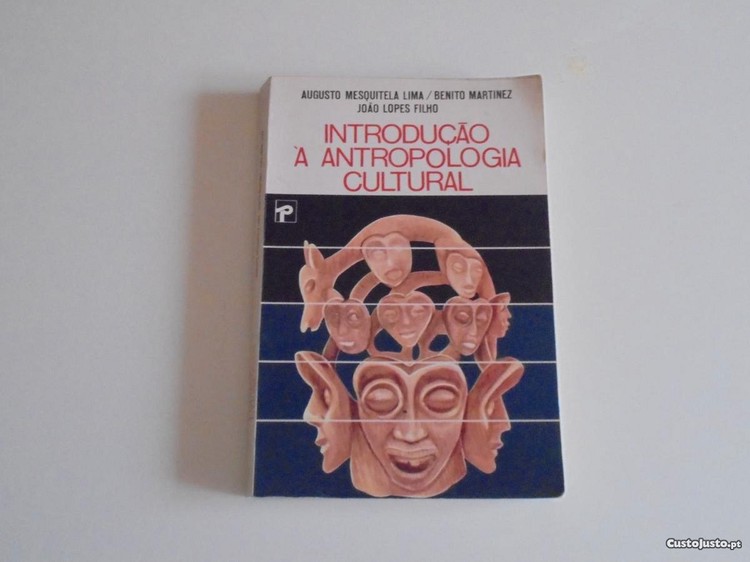 AUGUSTO MESQUITELA LIMA / BENITO MARTINEZ
JOÃO LOPES FILHO
INTRODUÇÃO
À ANTROPOLOGIA
CULTURAL
P
CustoJusto.pt